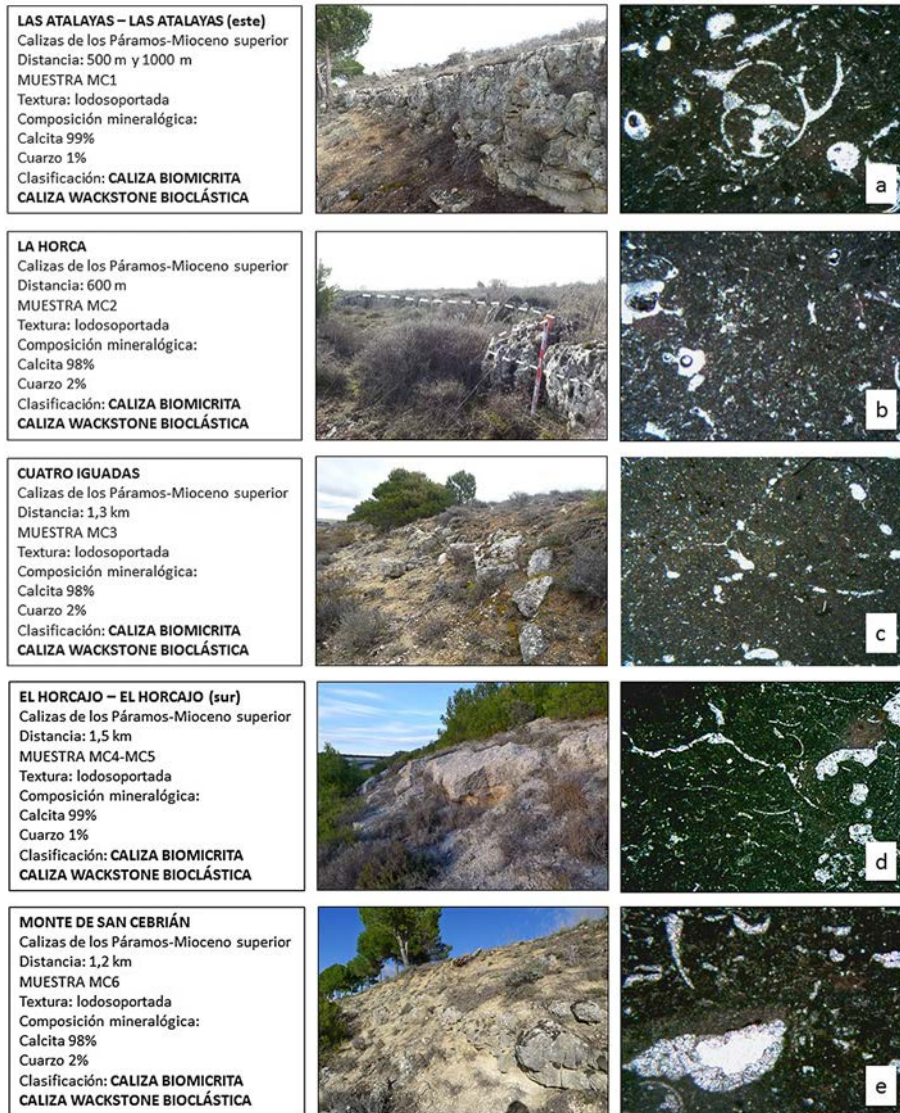 LAS ATALAYAS – LAS ATALAYAS (este)
Calizas de los Páramos-Mioceno superior
Distancia: 500 m y 1000 m
MUESTRA MC1
Textura: lodosoportada
Composición mineralógica:
Calcita 99%
Cuarzo 1%
Clasificación: CALIZA BIOMICRITA
CALIZA WACKSTONE BIOCLÁSTICA
a
LA HORCA
Calizas de los Páramos-Mioceno superior
Distancia: 600 m
MUESTRA MC2
Textura: lodosoportada
Composición mineralógica:
Calcita 98%
Cuarzo 2%
Clasificación: CALIZA BIOMICRITA
CALIZA WACKSTONE BIOCLÁSTICA
b
CUATRO IGUADAS
Calizas de los Páramos-Mioceno superior
Distancia: 1,3 km
MUESTRA MC3
Textura: lodosoportada
Composición mineralógica:
Calcita 98%
Cuarzo 2%
Clasificación: CALIZA BIOMICRITA
CALIZA WACKSTONE BIOCLÁSTICA
c
EL HORCAJO – EL HORCAJO (sur)
Calizas de los Páramos-Mioceno superior
Distancia: 1,5 km
MUESTRA MC4-MC5
Textura: lodosoportada
Composición mineralógica:
Calcita 99%
Cuarzo 1%
Clasificación: CALIZA BIOMICRITA
CALIZA WACKSTONE BIOCLÁSTICA
d
MONTE DE SAN CEBRIÁN
Calizas de los Páramos-Mioceno superior
Distancia: 1,2 km
MUESTRA MC6
Textura: lodosoportada
Composición mineralógica:
Calcita 98%
Cuarzo 2%
Clasificación: CALIZA BIOMICRITA
CALIZA WACKSTONE BIOCLÁSTICA
e